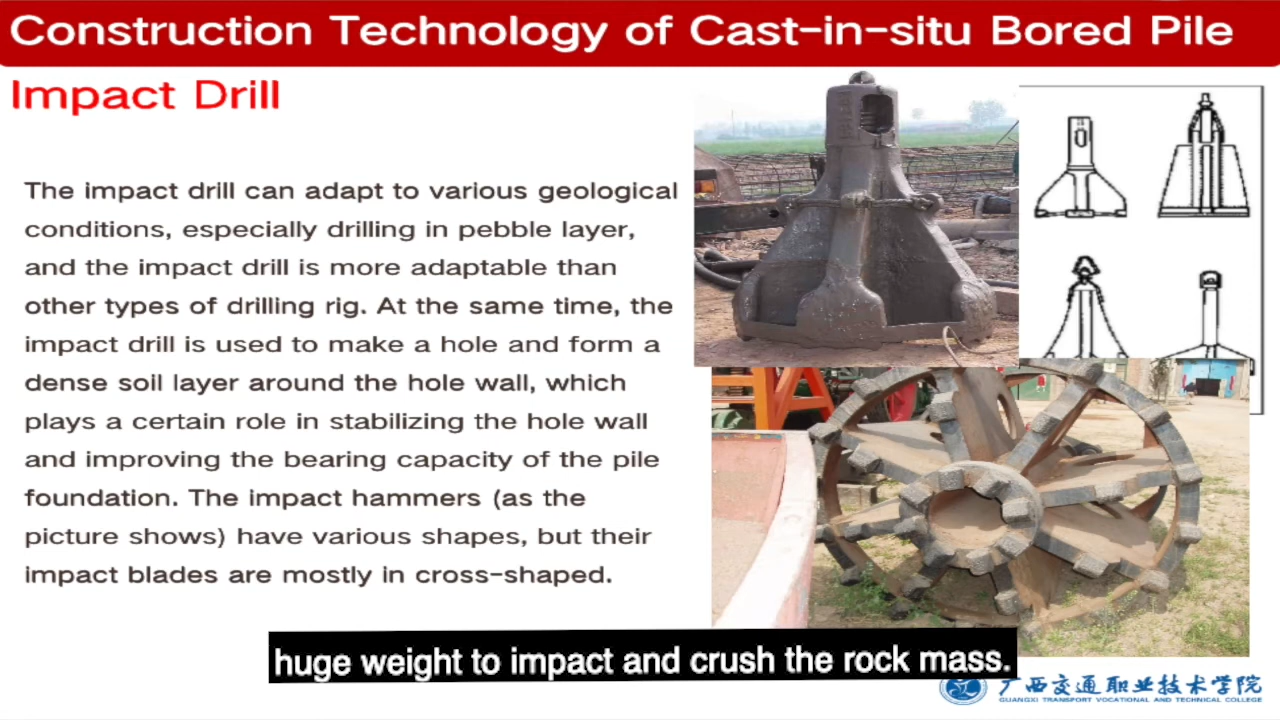 Construction Technology of Cast-in-situ Bored Pile
Impact Drill
The impact drill can adapt to various geological
conditions, especially drilling in pebble layer,
and the impact drill is more adaptable than
other types of drilling rig. At the same time, the
impact drill is used to make a hole and form a
dense soil layer around the hole wall, which
plays a certain role in stabilizing the hole wall
and improving the bearing capacity of the pile
foundation. The impact hammers (as the
picture shows) have various shapes, but their
impact blades are mostly in cross-shaped.
huge weight to impact and crush the rock mass.
广西交通职业技术学院
GUANGXI TRANSPORT VOCATIONAL AND TECHNICAL COLLEGE